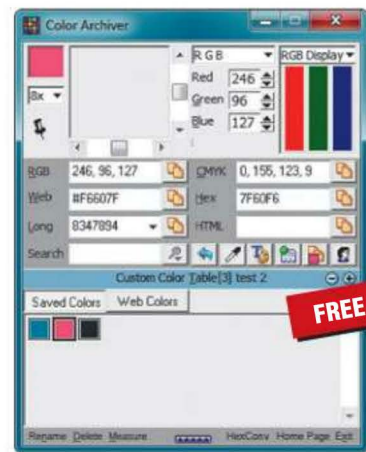 Color Archiver
R G B
RGB Display
8x
Red 246
Green 96
Blue 127
RGB 246, 96, 127 CMYK 0, 155, 123, 9
Web #F6607F Hex 7F60F6
Long 8347894 HTML
Search
Custom Color Table[3] test 2
Saved Colors Web Colors
FREE
Rename Delete Measure HexConv Home Page Exit